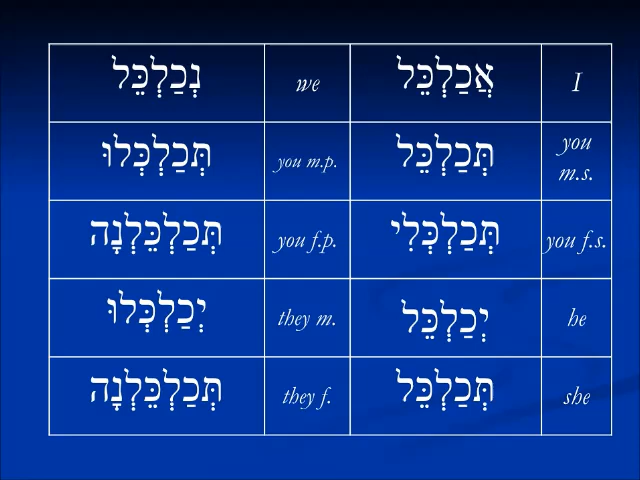 I אֲכַלְכֵּל we נְכַלְכֵּל
you
m.s. תְּכַלְכֵּל you m.p. תְּכַלְכְּלוּ
you f.s. תְּכַלְכְּלִי you f.p. תְּכַלְכֵּלְנָה
he יְכַלְכֵּל they m. יְכַלְכְּלוּ
she תְּכַלְכֵּל they f. תְּכַלְכֵּלְנָה